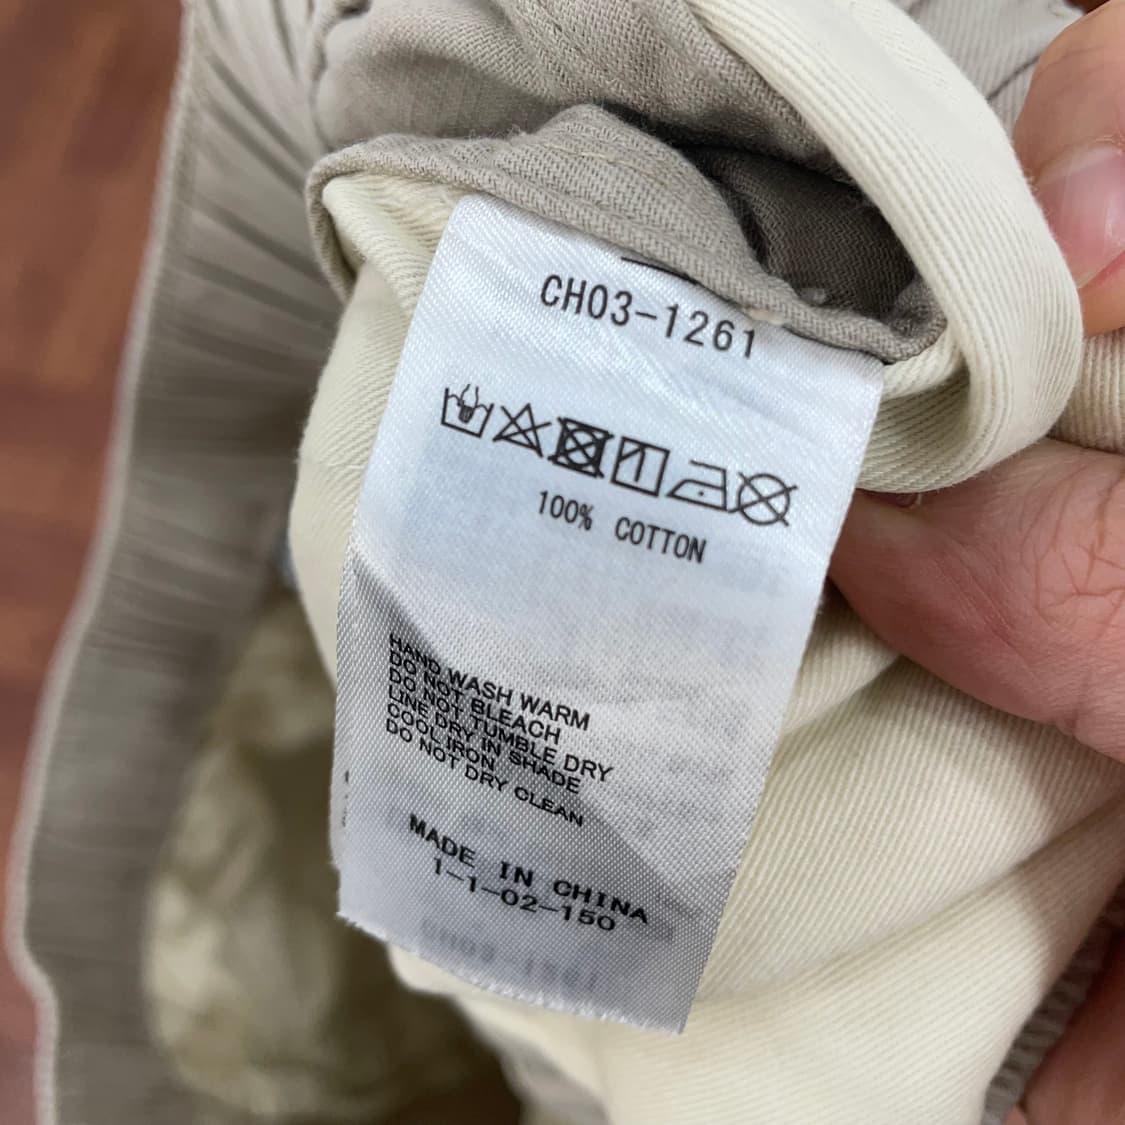 CH03-1261
100% COTTON
HAND WASH WARM
DO NOT BLEACH
DO NOT TUMBLE DRY
LINE DRY IN SHADE
COOL IRON
DO NOT DRY CLEAN
MADE IN CHINA
1-1-02-150